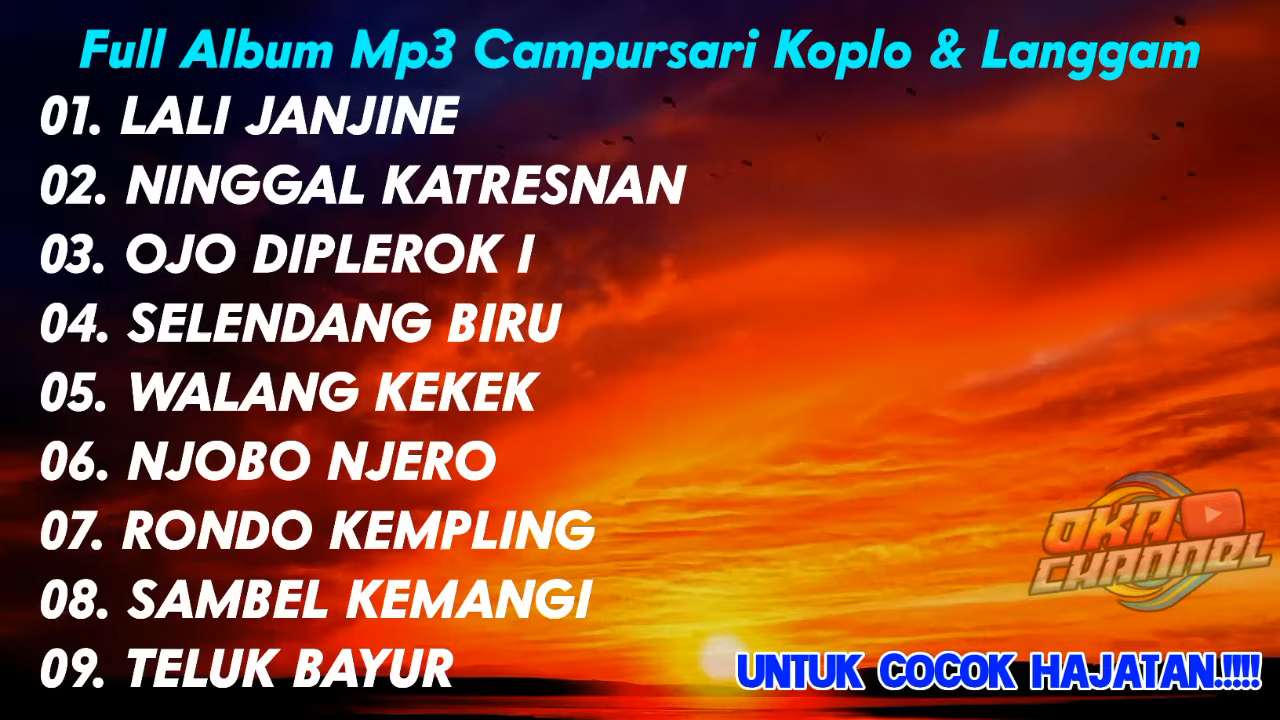 Full Album Mp3 Campursari Koplo & Langgam
01. LALI JANJINE
02. NINGGAL KATRESNAN
03. OJO DIPLEROK I
04. SELENDANG BIRU
05. WALANG KEKEK
06. NJOBO NJERO
07. RONDO KEMPLING
08. SAMBEL KEMANGI
09. TELUK BAYUR
OKA
CHANNEL
UNTUK COCOK HAJATAN.!!!!!